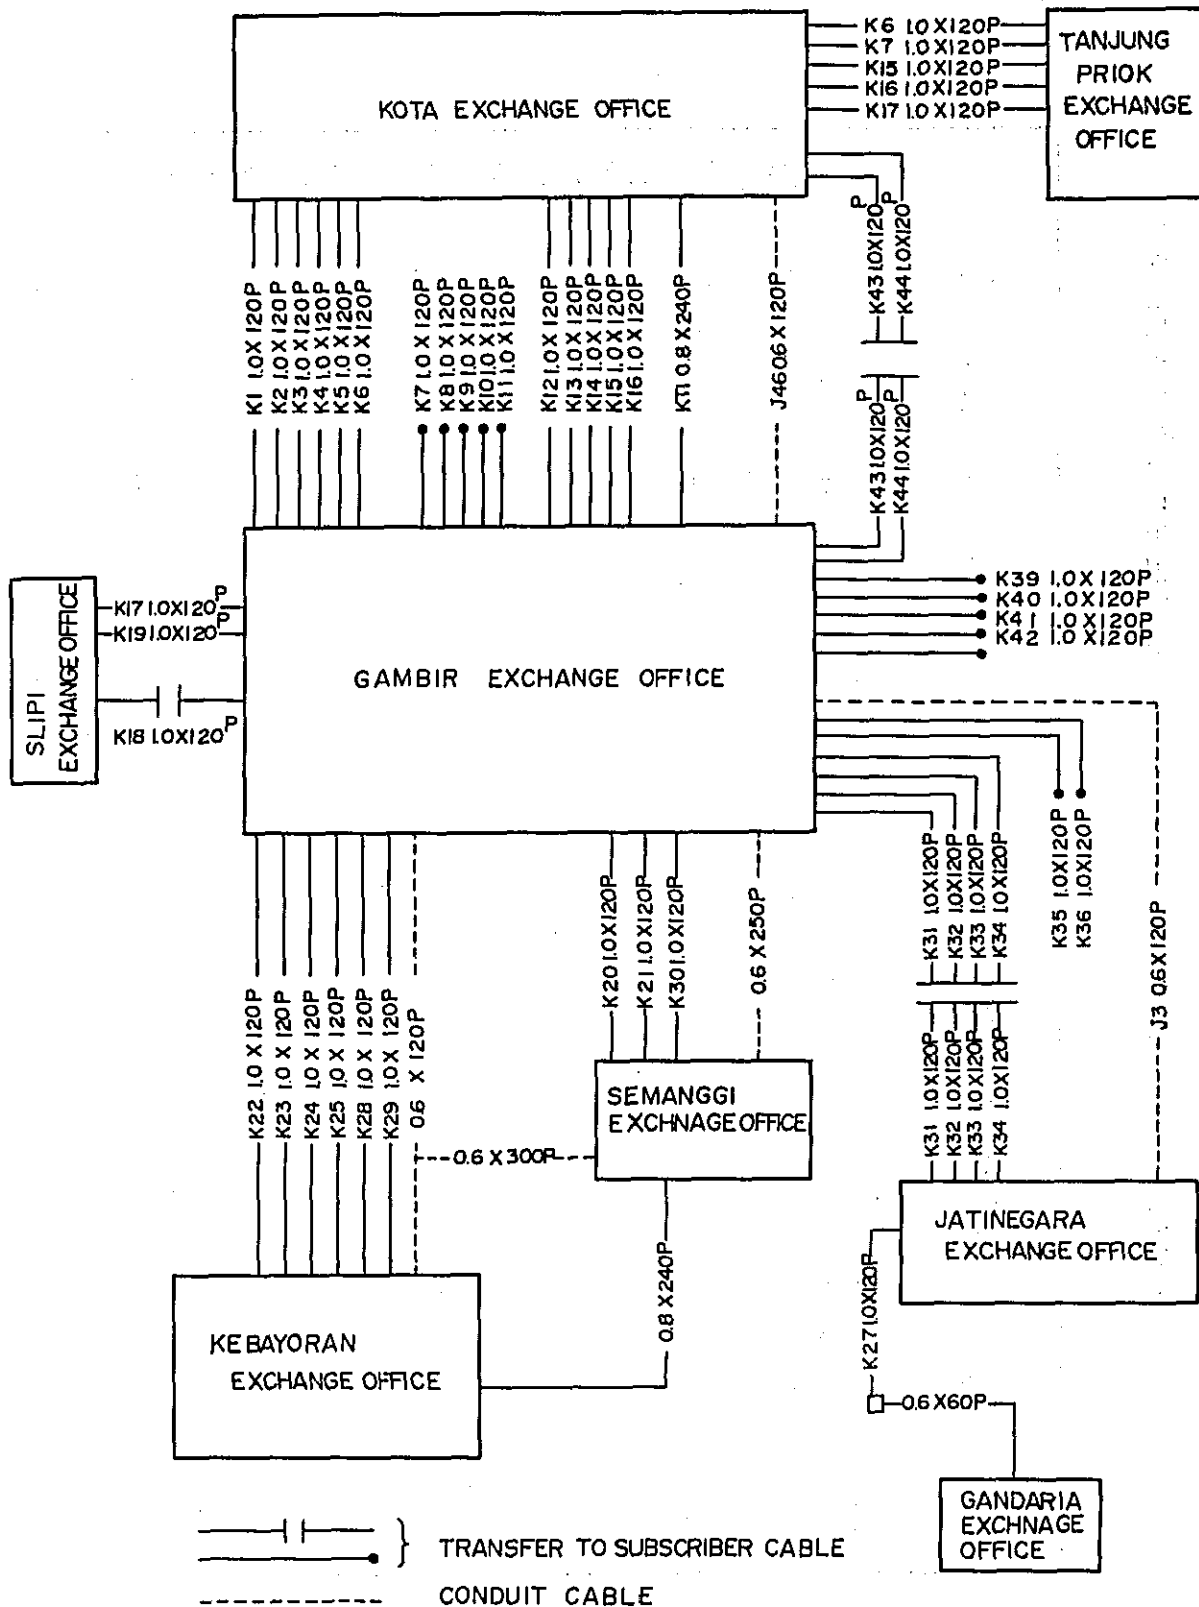 K6 1.0X120P
K7 1.0X120P
K15 1.0X120P
K16 1.0X120P
K17 1.0X120P
TANJUNG
PRIOK
EXCHANGE
OFFICE
KOTA EXCHANGE OFFICE
K1 1.0X120P
K2 1.0X120P
K3 1.0X120P
K4 1.0X120P
K5 1.0X120P
K6 1.0X120P
K7 1.0X120P
K8 1.0X120P
K9 1.0X120P
K10 1.0X120P
K11 1.0X120P
K12 1.0X120P
K13 1.0X120P
K14 1.0X120P
K15 1.0X120P
K16 1.0X120P
KT1 0.8X240P
J46 0.6X120P
K43 1.0X120P
K44 1.0X120P
K43 1.0X120P
K44 1.0X120P
K39 1.0X120P
K40 1.0X120P
K41 1.0X120P
K42 1.0X120P
SLIPI
EXCHANGE OFFICE
K17 1.0X120P
K19 1.0X120P
K18 1.0X120P
GAMBIR EXCHANGE OFFICE
K35 1.0X120P
K36 1.0X120P
K31 1.0X120P
K32 1.0X120P
K33 1.0X120P
K34 1.0X120P
K31 1.0X120P
K32 1.0X120P
K33 1.0X120P
K34 1.0X120P
J3 0.6X120P
K22 1.0X120P
K23 1.0X120P
K24 1.0X120P
K25 1.0X120P
K28 1.0X120P
K29 1.0X120P
0.6 X 120P
K20 1.0X120P
K21 1.0X120P
K30 1.0X120P
0.6 X250P
SEMANGGI
EXCHNAGE OFFICE
0.6 X300P
0.8 X240P
JATINEGARA
EXCHANGE OFFICE
K27 1.0X120P
0.6X60P
KEBAYORAN
EXCHANGE OFFICE
GANDARIA
EXCHNAGE
OFFICE
TRANSFER TO SUBSCRIBER CABLE
CONDUIT CABLE